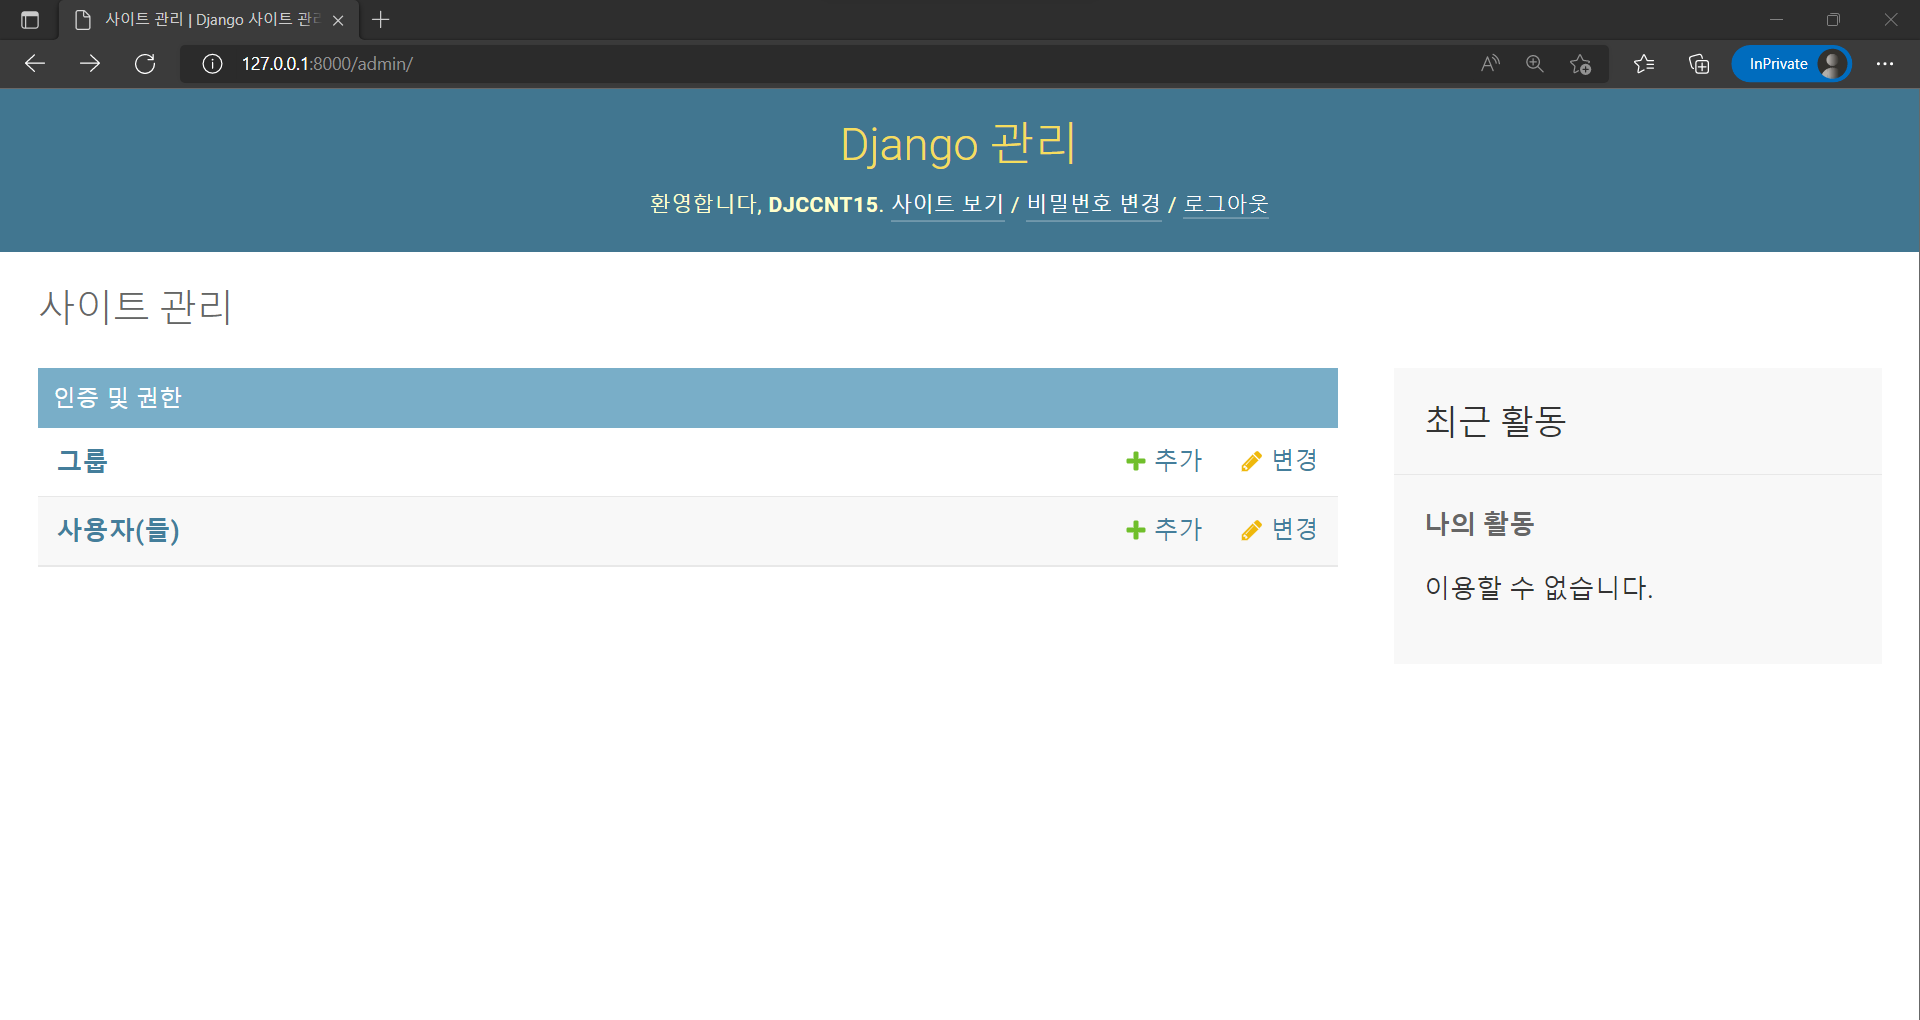 사이트 관리 | Django 사이트 관리
127.0.0.1:8000/admin/
InPrivate
Django 관리
환영합니다, DJCCNT15. 사이트 보기 / 비밀번호 변경 / 로그아웃
사이트 관리
인증 및 권한
그룹 추가 변경
사용자(들) 추가 변경
최근 활동
나의 활동
이용할 수 없습니다.